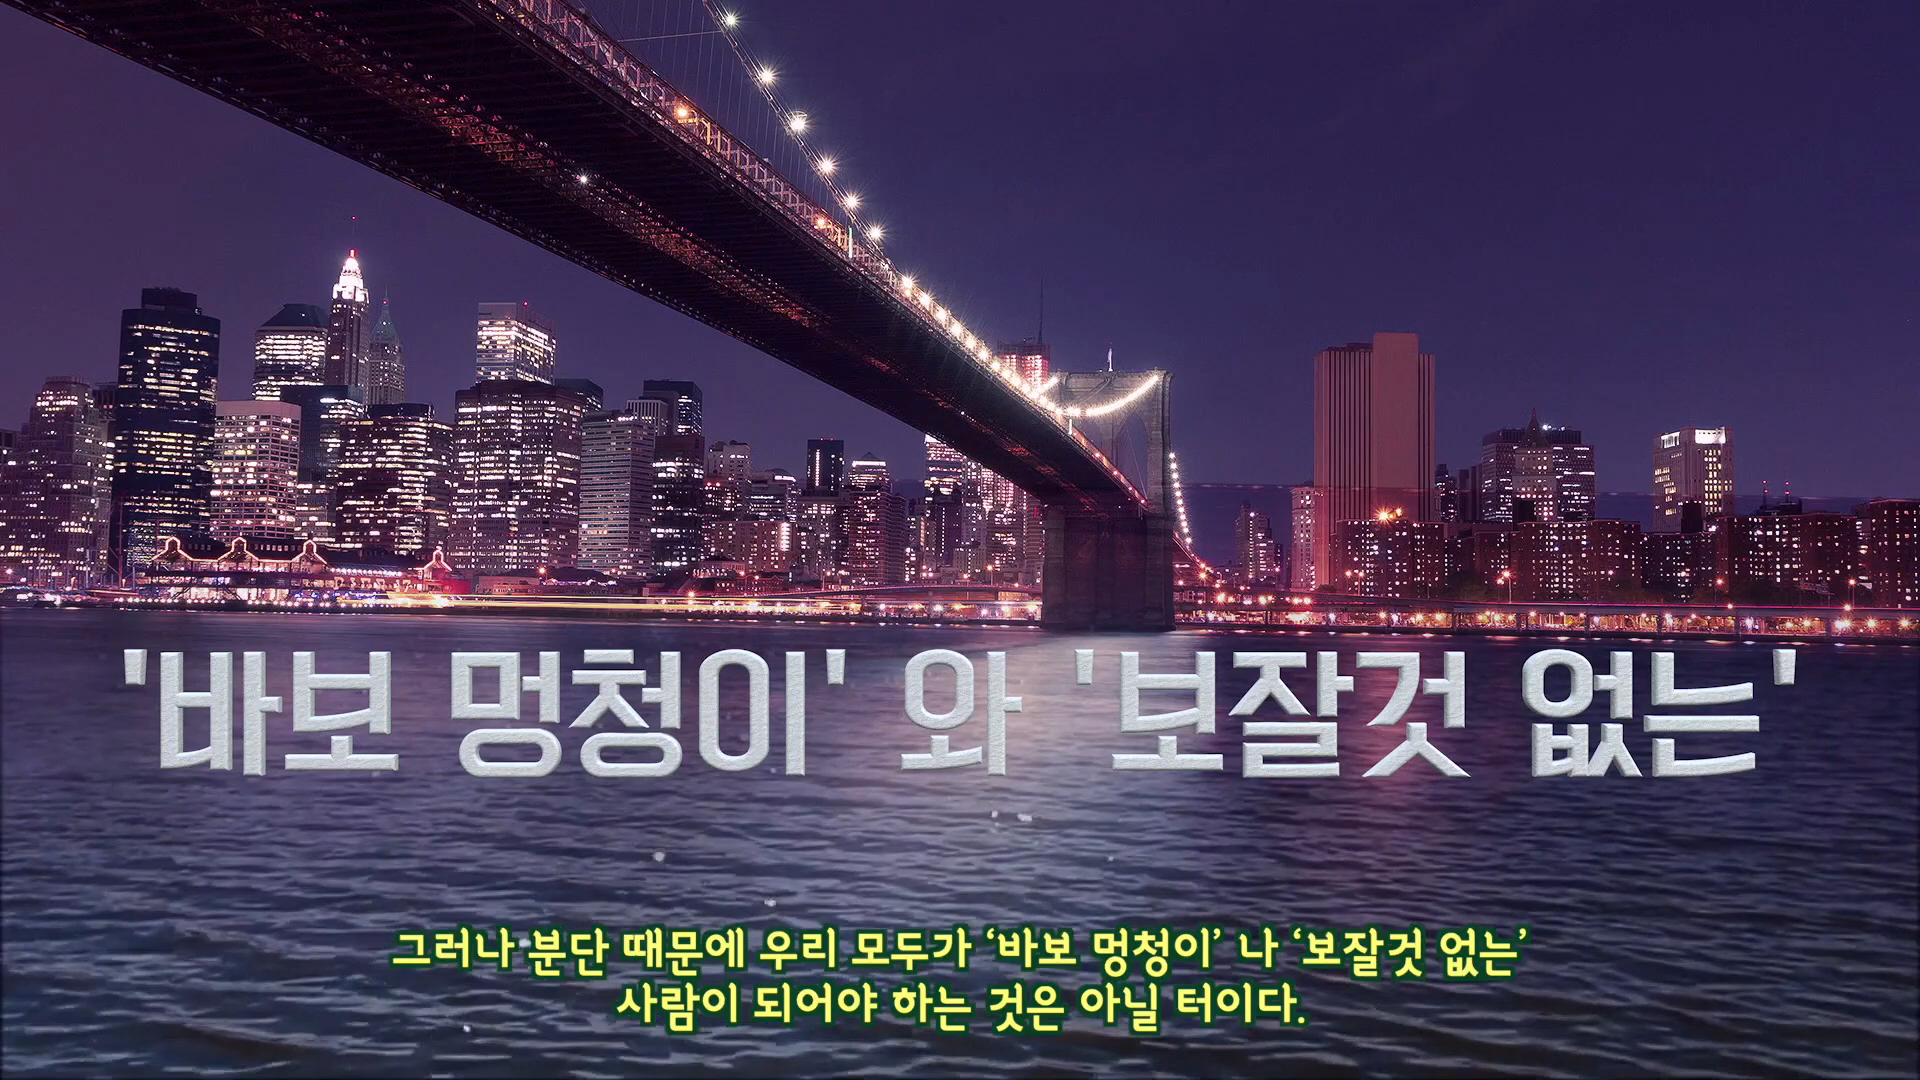 '바보 멍청이' 와 '보잘것 없는'
그러나 분단 때문에 우리 모두가 ‘바보 멍청이’ 나 ‘보잘것 없는’
사람이 되어야 하는 것은 아닐 터이다.